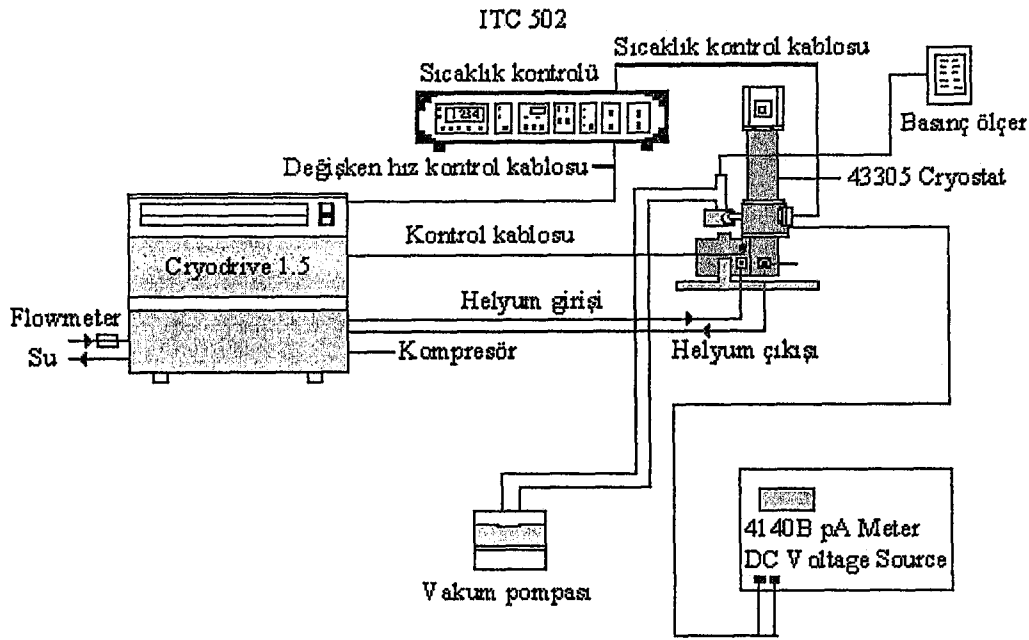 ITC 502
Sıcaklık kontrol kablosu
Sıcaklık kontrolü
1234
Basınç ölçer
Değişken hız kontrol kablosu
43305 Cryostat
Kontrol kablosu
Cryodrive 1.5
Helyum girişi
Flowmeter
Su
Kompresör
Helyum çıkışı
4140B pA Meter
DC Voltage Source
Vakum pompası